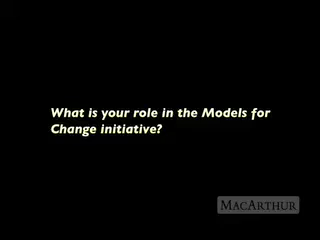 What is your role in the Models for
Change initiative?
MACARTHUR